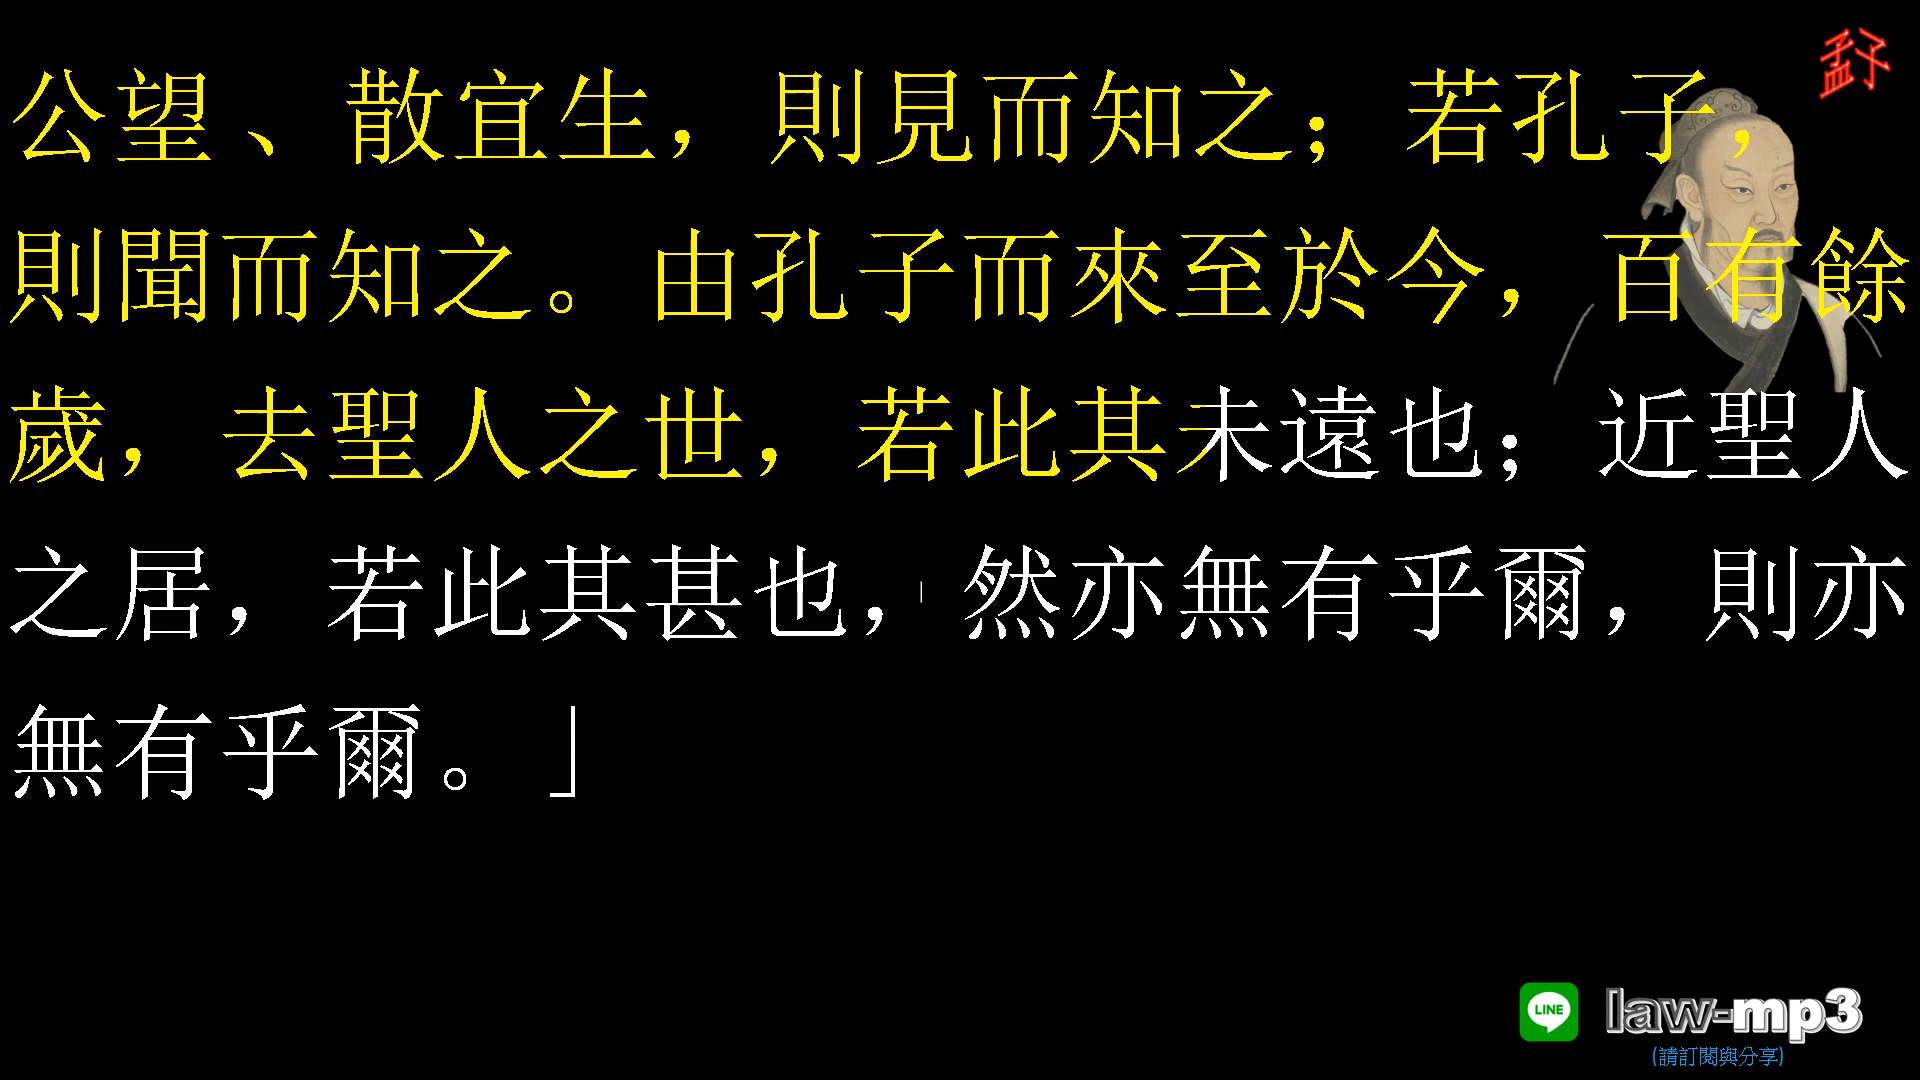 孟子
公望、散宜生，則見而知之；若孔子，
則聞而知之。由孔子而來至於今，百有餘
歲，去聖人之世，若此其未遠也；近聖人
之居，若此其甚也，然亦無有乎爾，則亦
無有乎爾。」
LINE law-mp3
(請訂閱與分享)